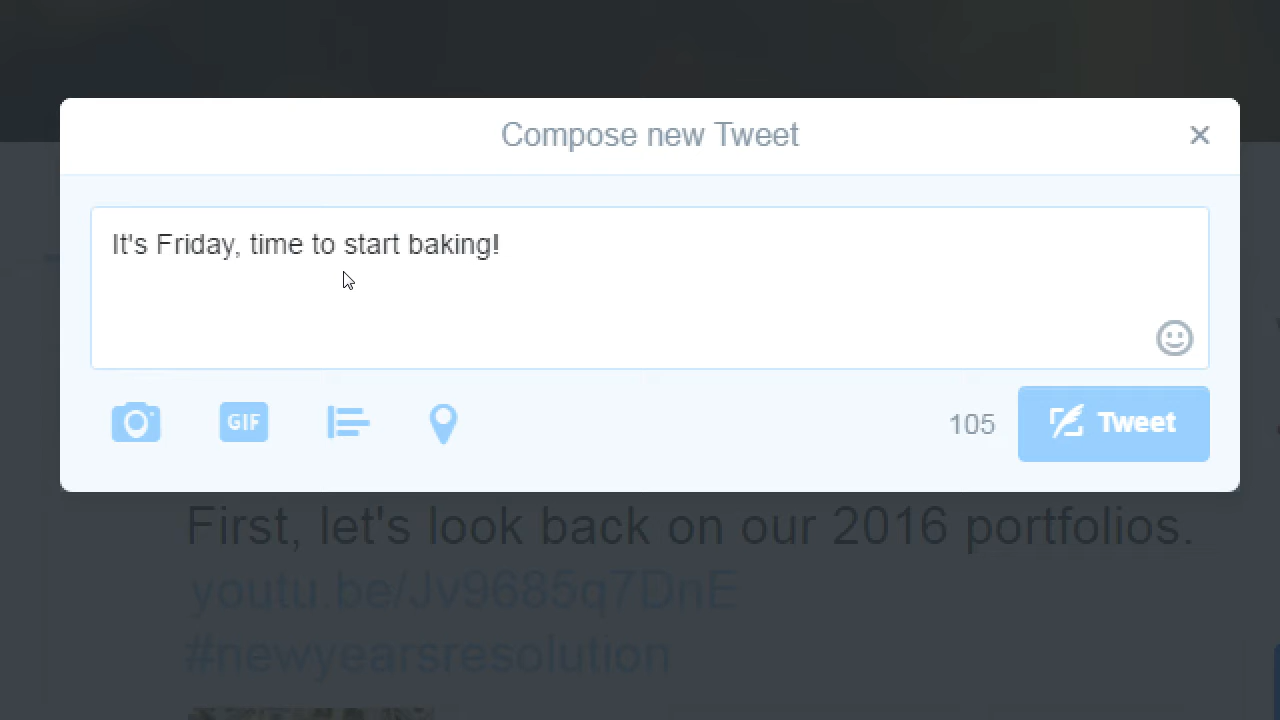 Compose new Tweet
It's Friday, time to start baking!
GIF
105
Tweet
First, let's look back on our 2016 portfolios.
youtu.be/Jv9685q7DnE
#newyearsresolution